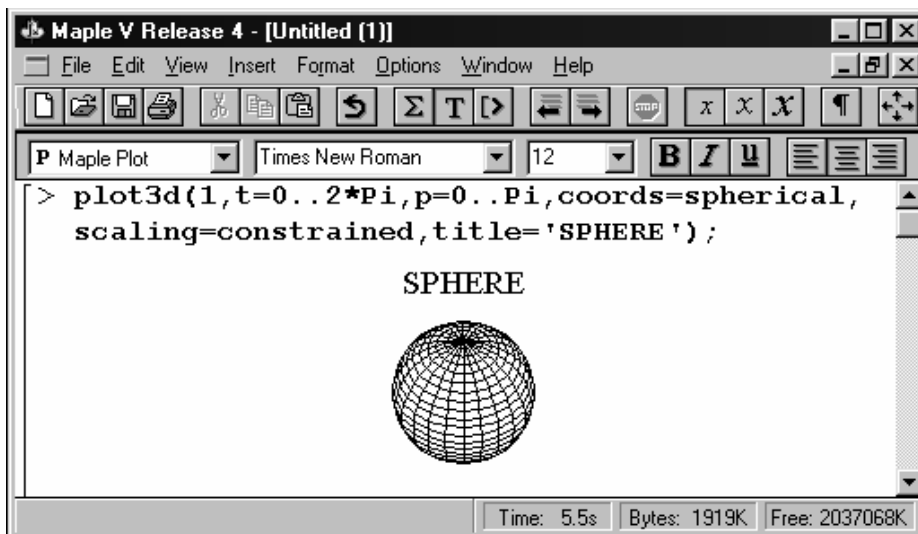 Maple V Release 4 - [Untitled (1)]
File Edit View Insert Format Options Window Help
Σ T [> STOP x x x ¶
P Maple Plot Times New Roman 12 B I u
[> plot3d(1,t=0..2*Pi,p=0..Pi,coords=spherical,
scaling=constrained,title='SPHERE');
SPHERE
Time: 5.5s Bytes: 1919K Free: 2037068K